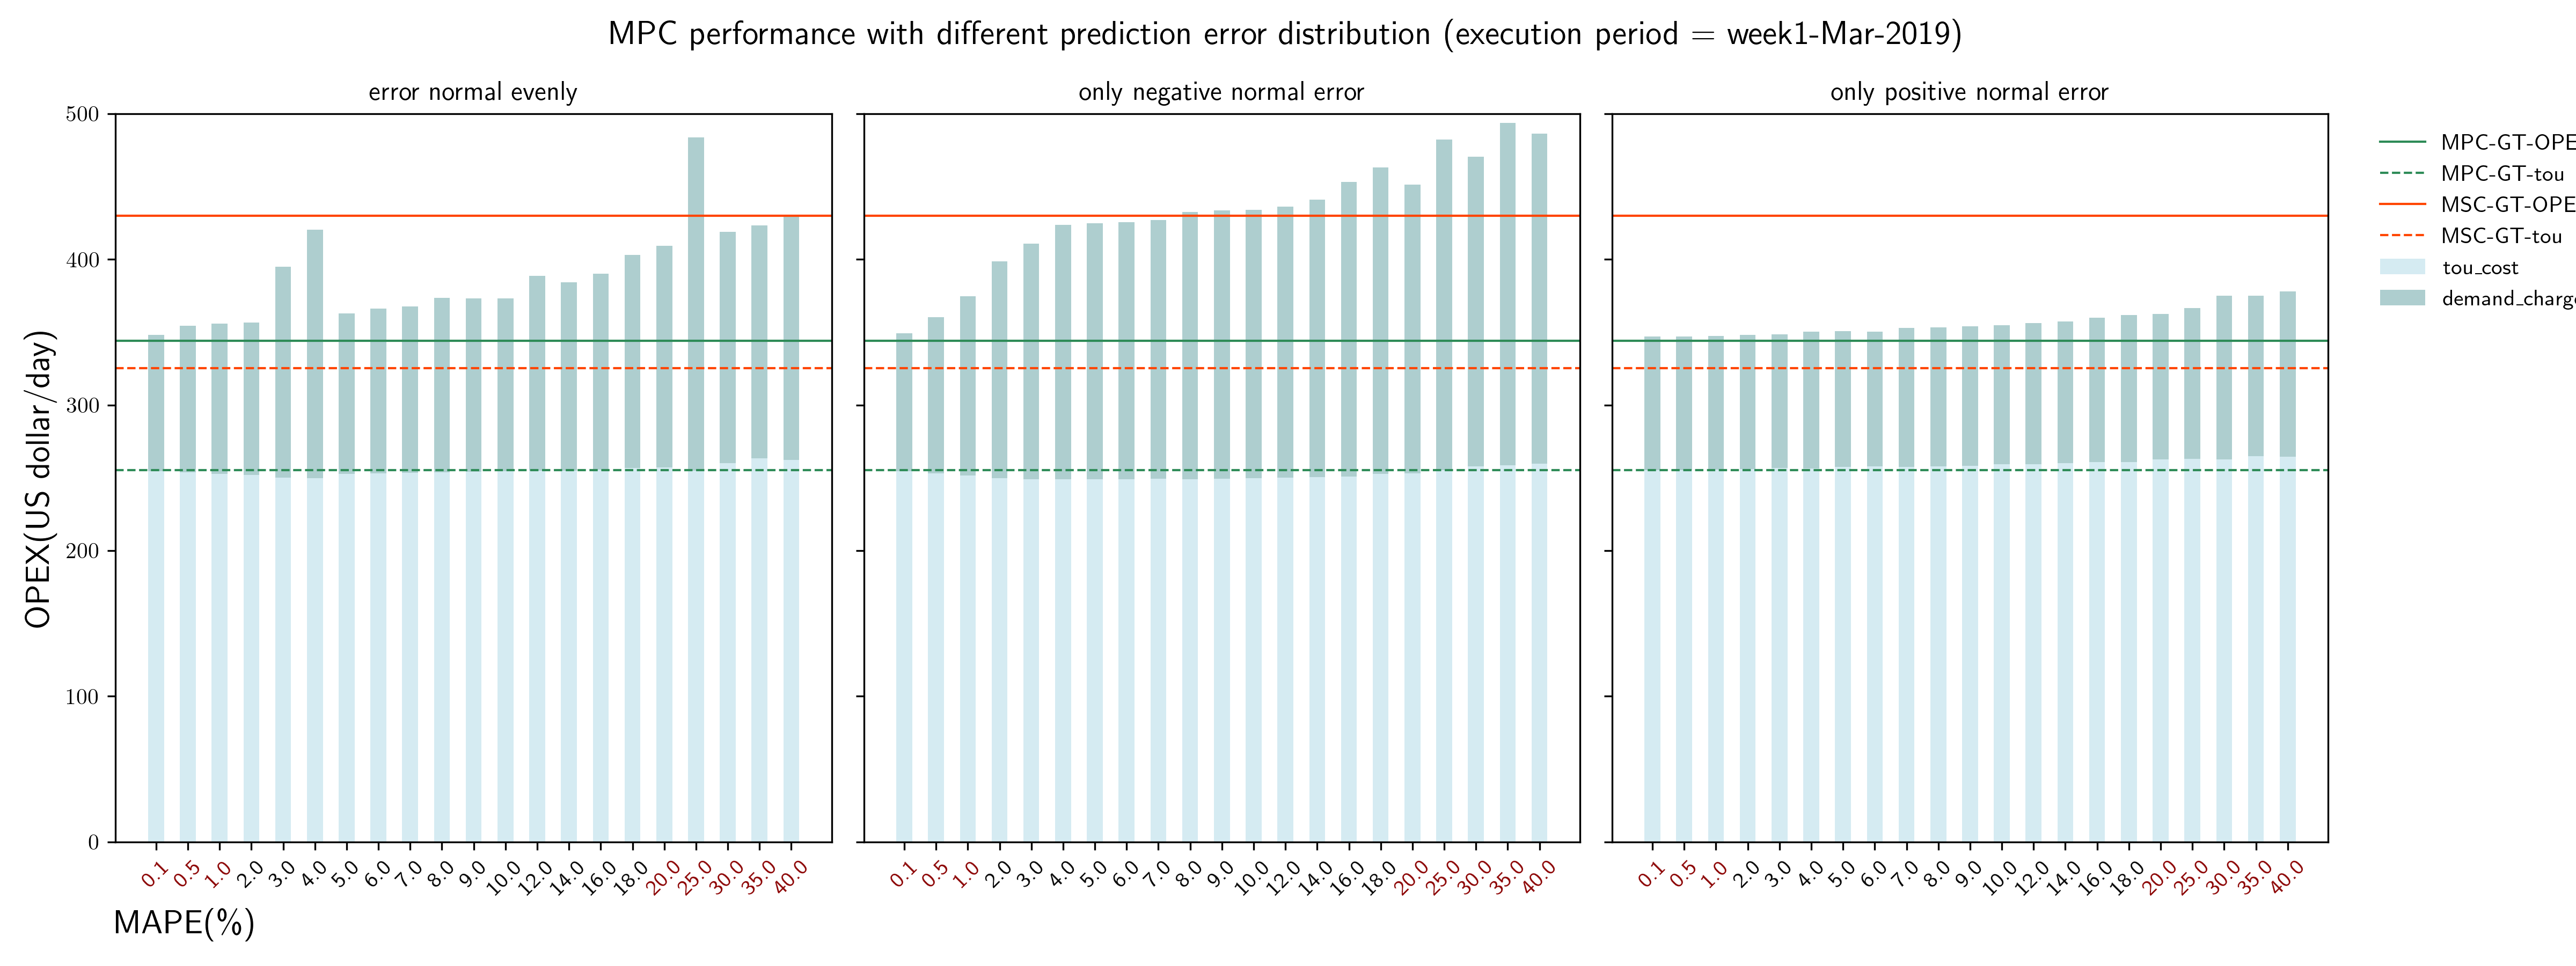 MPC performance with different prediction error distribution (execution period = week1-Mar-2019)
error normal evenly
only negative normal error
only positive normal error
OPEX(US dollar/day)
500
400
300
200
100
0
0.1 0.5 1.0 2.0 3.0 4.0 5.0 6.0 7.0 8.0 9.0 10.0 12.0 14.0 16.0 18.0 20.0 25.0 30.0 35.0 40.0
0.1 0.5 1.0 2.0 3.0 4.0 5.0 6.0 7.0 8.0 9.0 10.0 12.0 14.0 16.0 18.0 20.0 25.0 30.0 35.0 40.0
0.1 0.5 1.0 2.0 3.0 4.0 5.0 6.0 7.0 8.0 9.0 10.0 12.0 14.0 16.0 18.0 20.0 25.0 30.0 35.0 40.0
MAPE(%)
MPC-GT-OPE
MPC-GT-tou
MSC-GT-OPE
MSC-GT-tou
tou_cost
demand_charg